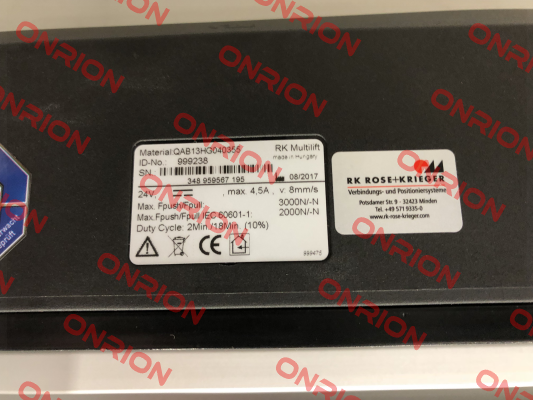 ONRION
Material:QAB13HG040355 RK Multilift
ID-No.: 999238 made in Hungary
SN 348 959567 195 08/2017
24V max. 4,5A , v: 8mm/s
Max. Fpush/Fpull 3000N/-N
Max.Fpush/Fpull IEC 60601-1: 2000N/-N
Duty Cycle: 2Min./18Min. (10%)
CE
999475
RK ROSE+KRIEGER
Verbindungs- und Positioniersysteme
Potsdamer Str. 9 - 32423 Minden
Tel. +49 571 9335-0
www.rk-rose-krieger.com